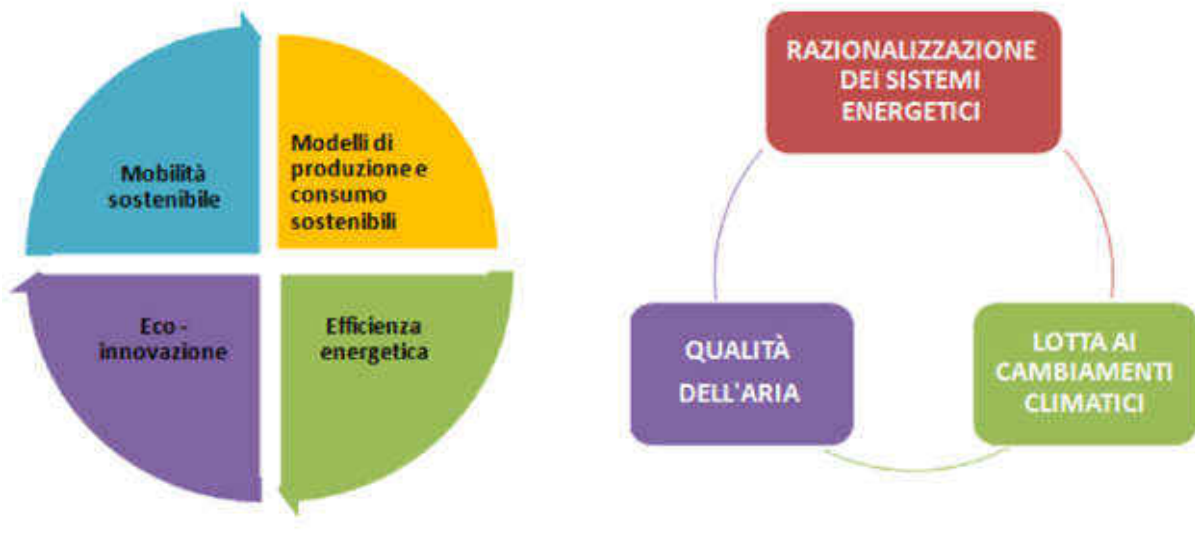 Mobilità
sostenibile
Modelli di
produzione e
consumo
sostenibili
Eco -
innovazione
Efficienza
energetica
RAZIONALIZZAZIONE
DEI SISTEMI
ENERGETICI
QUALITÀ
DELL'ARIA
LOTTA AI
CAMBIAMENTI
CLIMATICI